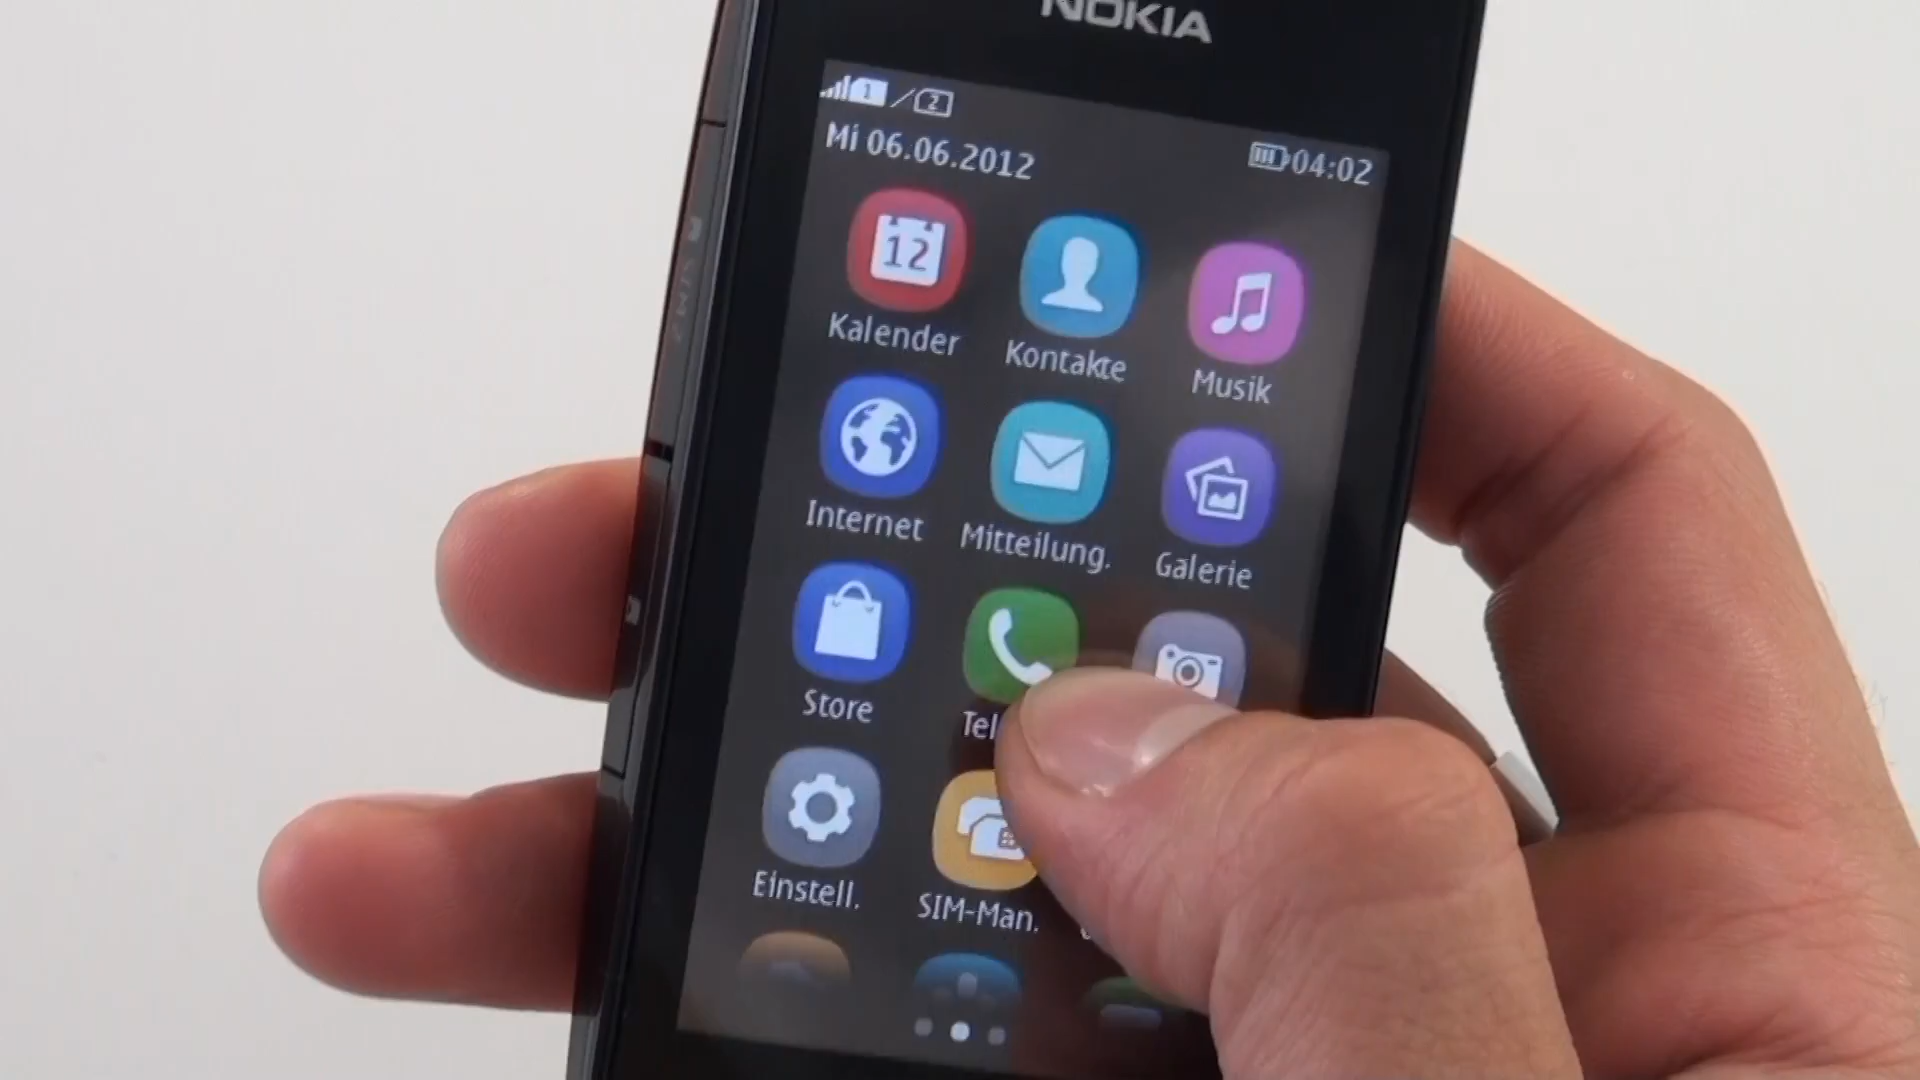 NOKIA
1 2
Mi 06.06.2012 04:02
12
Kalender Kontakte Musik
Internet Mitteilung. Galerie
Store Tel
Einstell. SIM-Man.